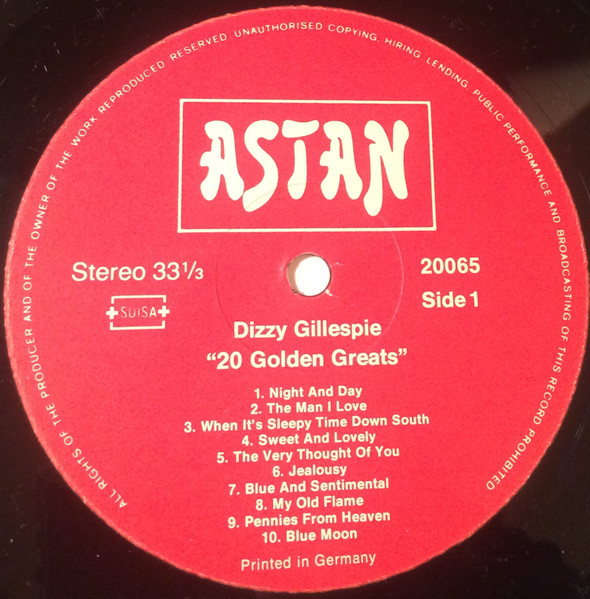 ALL RIGHTS OF THE PRODUCER AND OF THE OWNER OF THE WORK REPRODUCED RESERVED UNAUTHORISED COPYING. HIRING, LENDING, PUBLIC PERFORMANCE AND BROADCASTING OF THIS RECORD PROHIBITED
ASTAN
Stereo 33 1/3
20065
SUISA
Side 1
Dizzy Gillespie
"20 Golden Greats"
1. Night And Day
2. The Man I Love
3. When It's Sleepy Time Down South
4. Sweet And Lovely
5. The Very Thought Of You
6. Jealousy
7. Blue And Sentimental
8. My Old Flame
9. Pennies From Heaven
10. Blue Moon
Printed in Germany